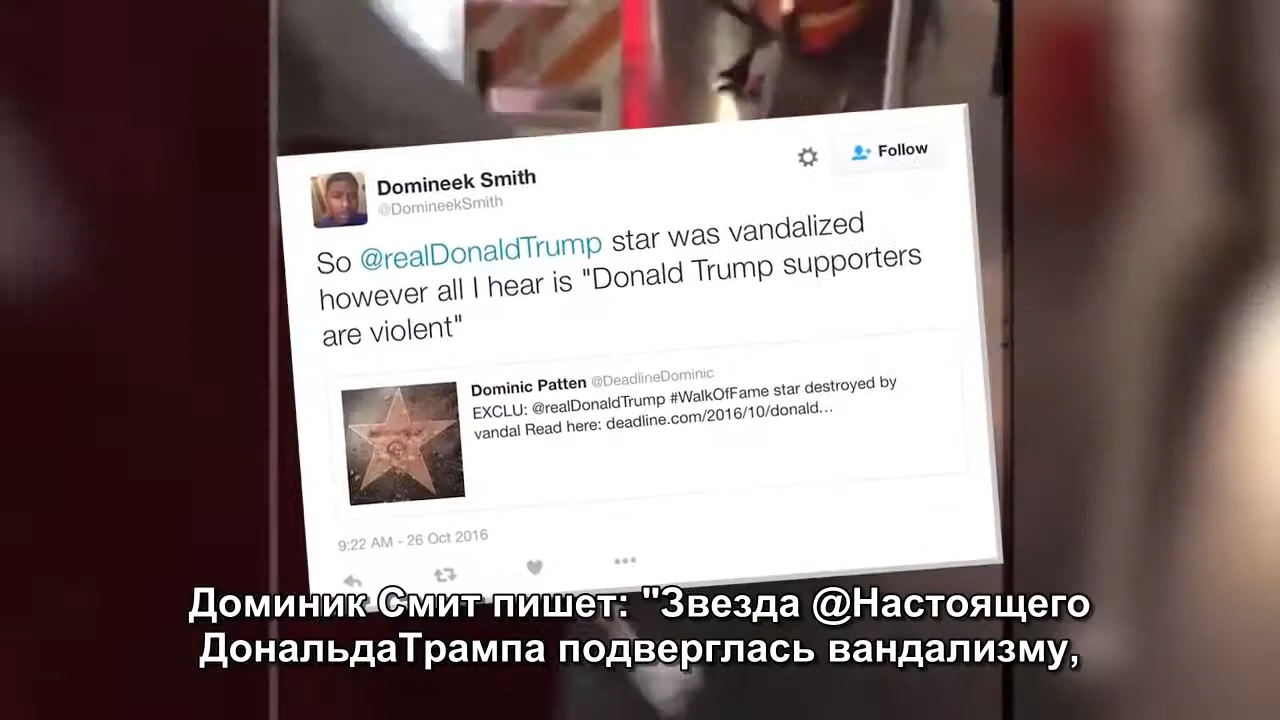 Domineek Smith
@DomineekSmith
Follow
So @realDonaldTrump star was vandalized
however all I hear is "Donald Trump supporters
are violent"
Dominic Patten @DeadlineDominic
EXCLU: @realDonaldTrump #WalkOfFame star destroyed by
vandal Read here: deadline.com/2016/10/donald...
9:22 AM - 26 Oct 2016
Доминик Смит пишет: "Звезда @Настоящего
ДональдаТрампа подверглась вандализму,